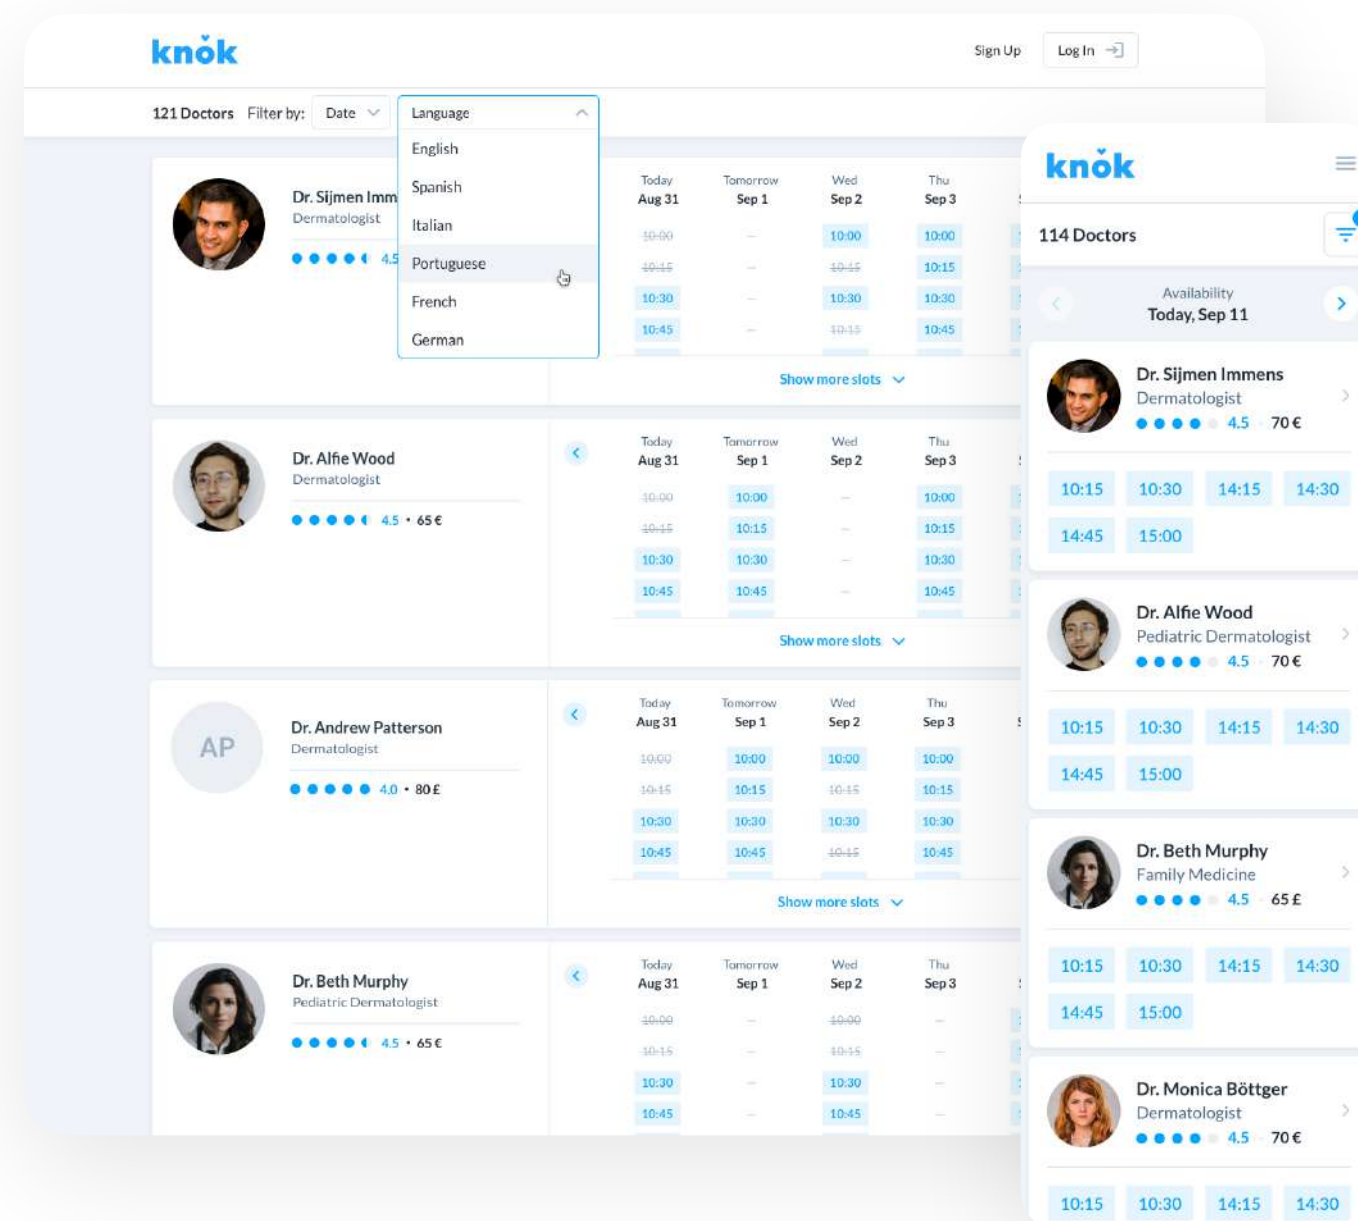 knok
Sign Up
Log In
121 Doctors Filter by: Date Language
English
Spanish
Italian
Portuguese
French
German
Dr. Sijmen Imm
Dermatologist
4.5
Today Tomorrow Wed Thu
Aug 31 Sep 1 Sep 2 Sep 3
10:00 – 10:00 10:00
10:15 – 10:15 10:15
10:30 – 10:30 10:30
10:45 – 10:15 10:45
Show more slots
Dr. Alfie Wood
Dermatologist
4.5 • 65 €
Today Tomorrow Wed Thu
Aug 31 Sep 1 Sep 2 Sep 3
10:00 10:00 – 10:00
10:15 10:15 – 10:15
10:30 10:30 – 10:30
10:45 10:45 – 10:45
Show more slots
AP
Dr. Andrew Patterson
Dermatologist
4.0 • 80 £
Today Tomorrow Wed Thu
Aug 31 Sep 1 Sep 2 Sep 3
10:00 10:00 10:00 10:00
10:15 10:15 10:15 10:15
10:30 10:30 10:30 10:30
10:45 10:45 10:15 10:45
Show more slots
Dr. Beth Murphy
Pediatric Dermatologist
4.5 • 65 €
Today Tomorrow Wed Thu
Aug 31 Sep 1 Sep 2 Sep 3
10:00 – 10:00 –
10:15 – 10:15 –
10:30 – 10:30 –
10:45 – 10:45 –
knok
114 Doctors
Availability
Today, Sep 11
Dr. Sijmen Immens
Dermatologist
4.5 70 €
10:15 10:30 14:15 14:30
14:45 15:00
Dr. Alfie Wood
Pediatric Dermatologist
4.5 70 €
10:15 10:30 14:15 14:30
14:45 15:00
Dr. Beth Murphy
Family Medicine
4.5 65 £
10:15 10:30 14:15 14:30
14:45 15:00
Dr. Monica Böttger
Dermatologist
4.5 70 €
10:15 10:30 14:15 14:30